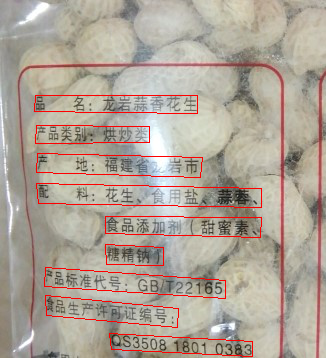 品 名：龙岩蒜香花生
产品类别：烘炒类
产 地：福建省龙岩市
配 料：花生、食用盐、蒜蓉、
食品添加剂（甜蜜素、
糖精钠）
产品标准代号：GB/T22165
食品生产许可证编号：
QS3508 1801 0383